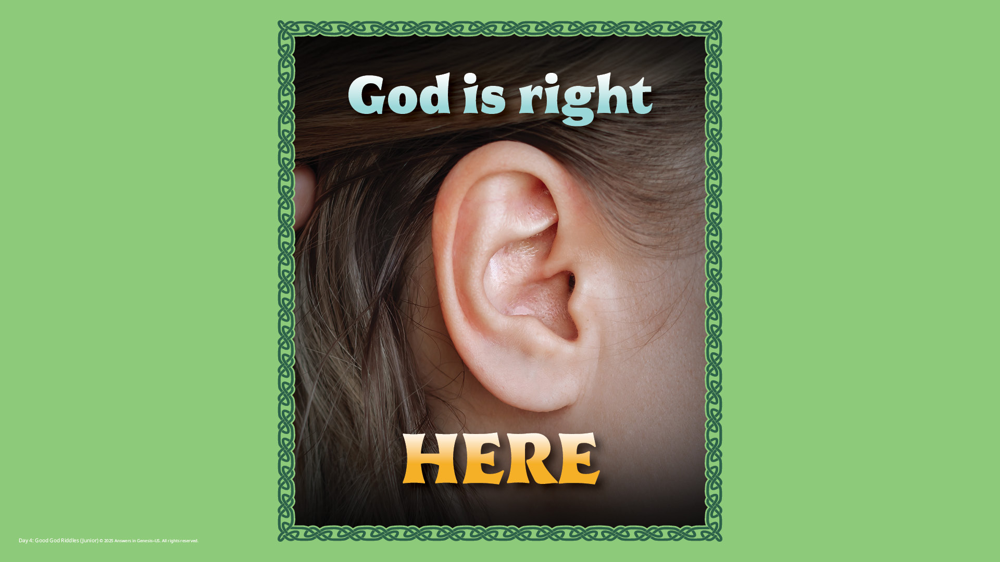 God is right
HERE
Day 4: Good God Riddles (Junior) © 2025 Answers in Genesis–US. All rights reserved.